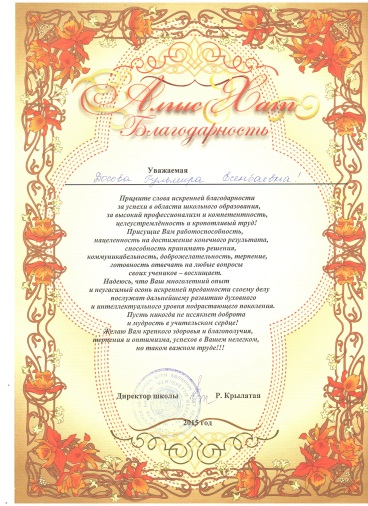 Алғыс Хат
Благодарность
Уважаемая
Досова Гульмира Есенбаевна!
Примите слова искренней благодарности
за успехи в области школьного образования,
за высокий профессионализм и компетентность,
целеустремлённость и кропотливый труд!
Присущие Вам работоспособность,
нацеленность на достижение конечного результата,
способность принимать решения,
коммуникабельность, доброжелательность, терпение,
готовность отвечать на любые вопросы
своих учеников – восхищает.
Надеюсь, что Ваш многолетний опыт
и негасимый огонь искренней преданности своему делу
послужат дальнейшему развитию духовного
и интеллектуального уровня подрастающего поколения.
Пусть никогда не иссякнет доброта
и мудрость в учительском сердце!
Желаю Вам крепкого здоровья и благополучия,
терпения и оптимизма, успехов в Вашем нелегком,
но таком важном труде!!!
Директор школы Р. Крылатая
2015 год